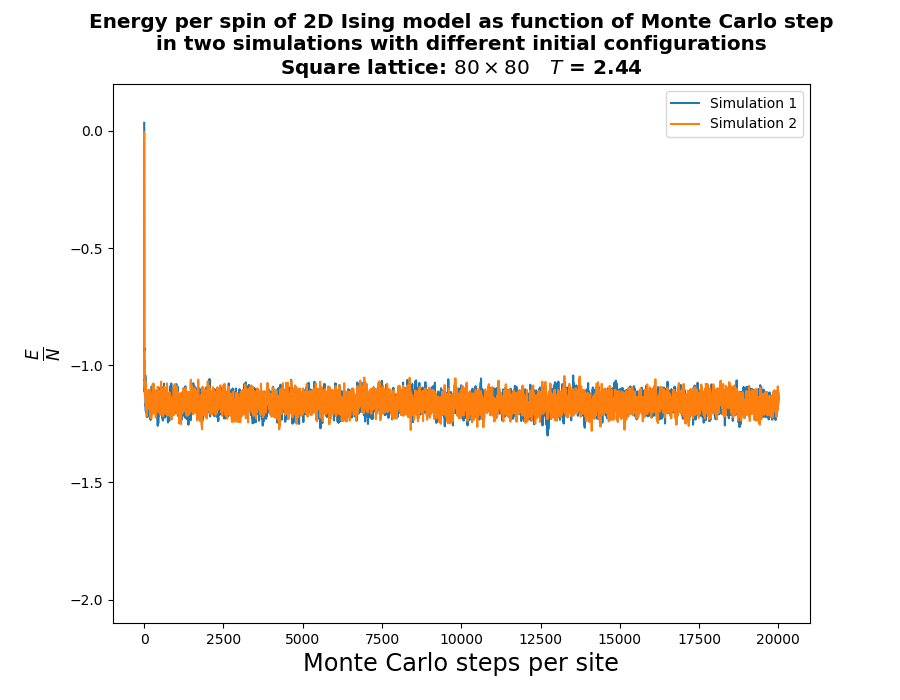 Energy per spin of 2D Ising model as function of Monte Carlo step
in two simulations with different initial configurations
Square lattice: 80 × 80 T = 2.44
Simulation 1
Simulation 2
0.0
−0.5
−1.0
−1.5
−2.0
E/N
0 2500 5000 7500 10000 12500 15000 17500 20000
Monte Carlo steps per site